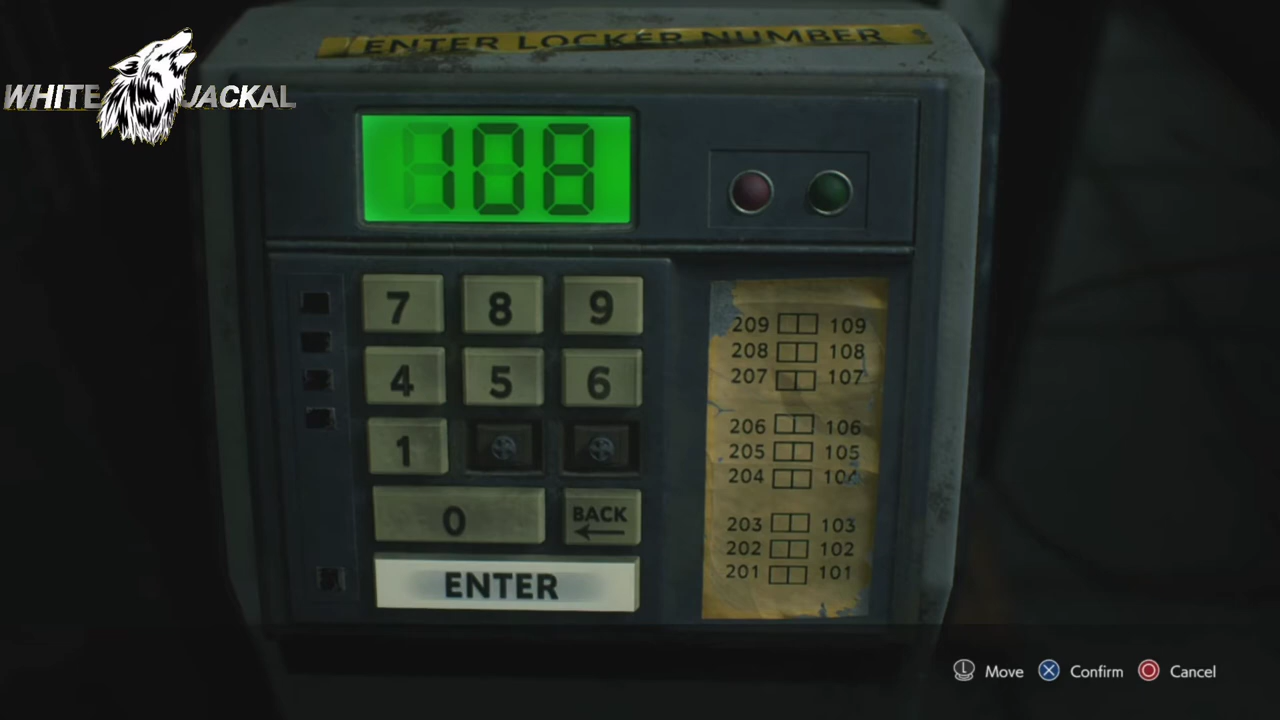 ENTER LOCKER NUMBER
WHITE JACKAL
108
7 8 9
4 5 6
1
0 BACK
ENTER
209 109
208 108
207 107
206 106
205 105
204 104
203 103
202 102
201 101
Move Confirm Cancel